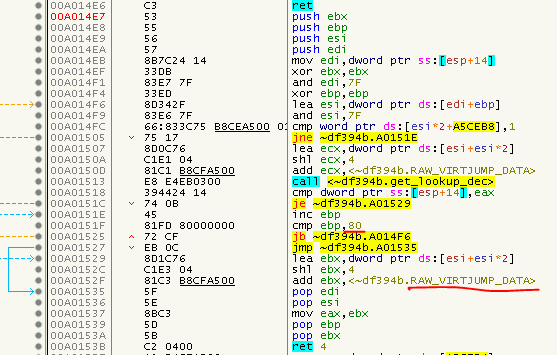 00A014E6 C3 ret
00A014E7 53 push ebx
00A014E8 55 push ebp
00A014E9 56 push esi
00A014EA 57 push edi
00A014EB 8B7C24 14 mov edi,dword ptr ss:[esp+14]
00A014EF 33DB xor ebx,ebx
00A014F1 83E7 7F and edi,7F
00A014F4 33ED xor ebp,ebp
00A014F6 8D342F lea esi,dword ptr ds:[edi+ebp]
00A014F9 83E6 7F and esi,7F
00A014FC 66:833C75 B8CEA500 01 cmp word ptr ds:[esi*2+A5CEB8],1
00A01505 75 17 jne ~df394b.A0151E
00A01507 8D0C76 lea ecx,dword ptr ds:[esi+esi*2]
00A0150A C1E1 04 shl ecx,4
00A0150D 81C1 B8CFA500 add ecx,<~df394b.RAW_VIRTJUMP_DATA>
00A01513 E8 E4EB0300 call <~df394b.get_lookup_dec>
00A01518 394424 14 cmp dword ptr ss:[esp+14],eax
00A0151C 74 0B je ~df394b.A01529
00A0151E 45 inc ebp
00A0151F 81FD 80000000 cmp ebp,80
00A01525 72 CF jb ~df394b.A014F6
00A01527 EB 0C jmp ~df394b.A01535
00A01529 8D1C76 lea ebx,dword ptr ds:[esi+esi*2]
00A0152C C1E3 04 shl ebx,4
00A0152F 81C3 B8CFA500 add ebx,<~df394b.RAW_VIRTJUMP_DATA>
00A01535 5F pop edi
00A01536 5E pop esi
00A01537 8BC3 mov eax,ebx
00A01539 5D pop ebp
00A0153A 5B pop ebx
00A0153B C2 0400 ret 4